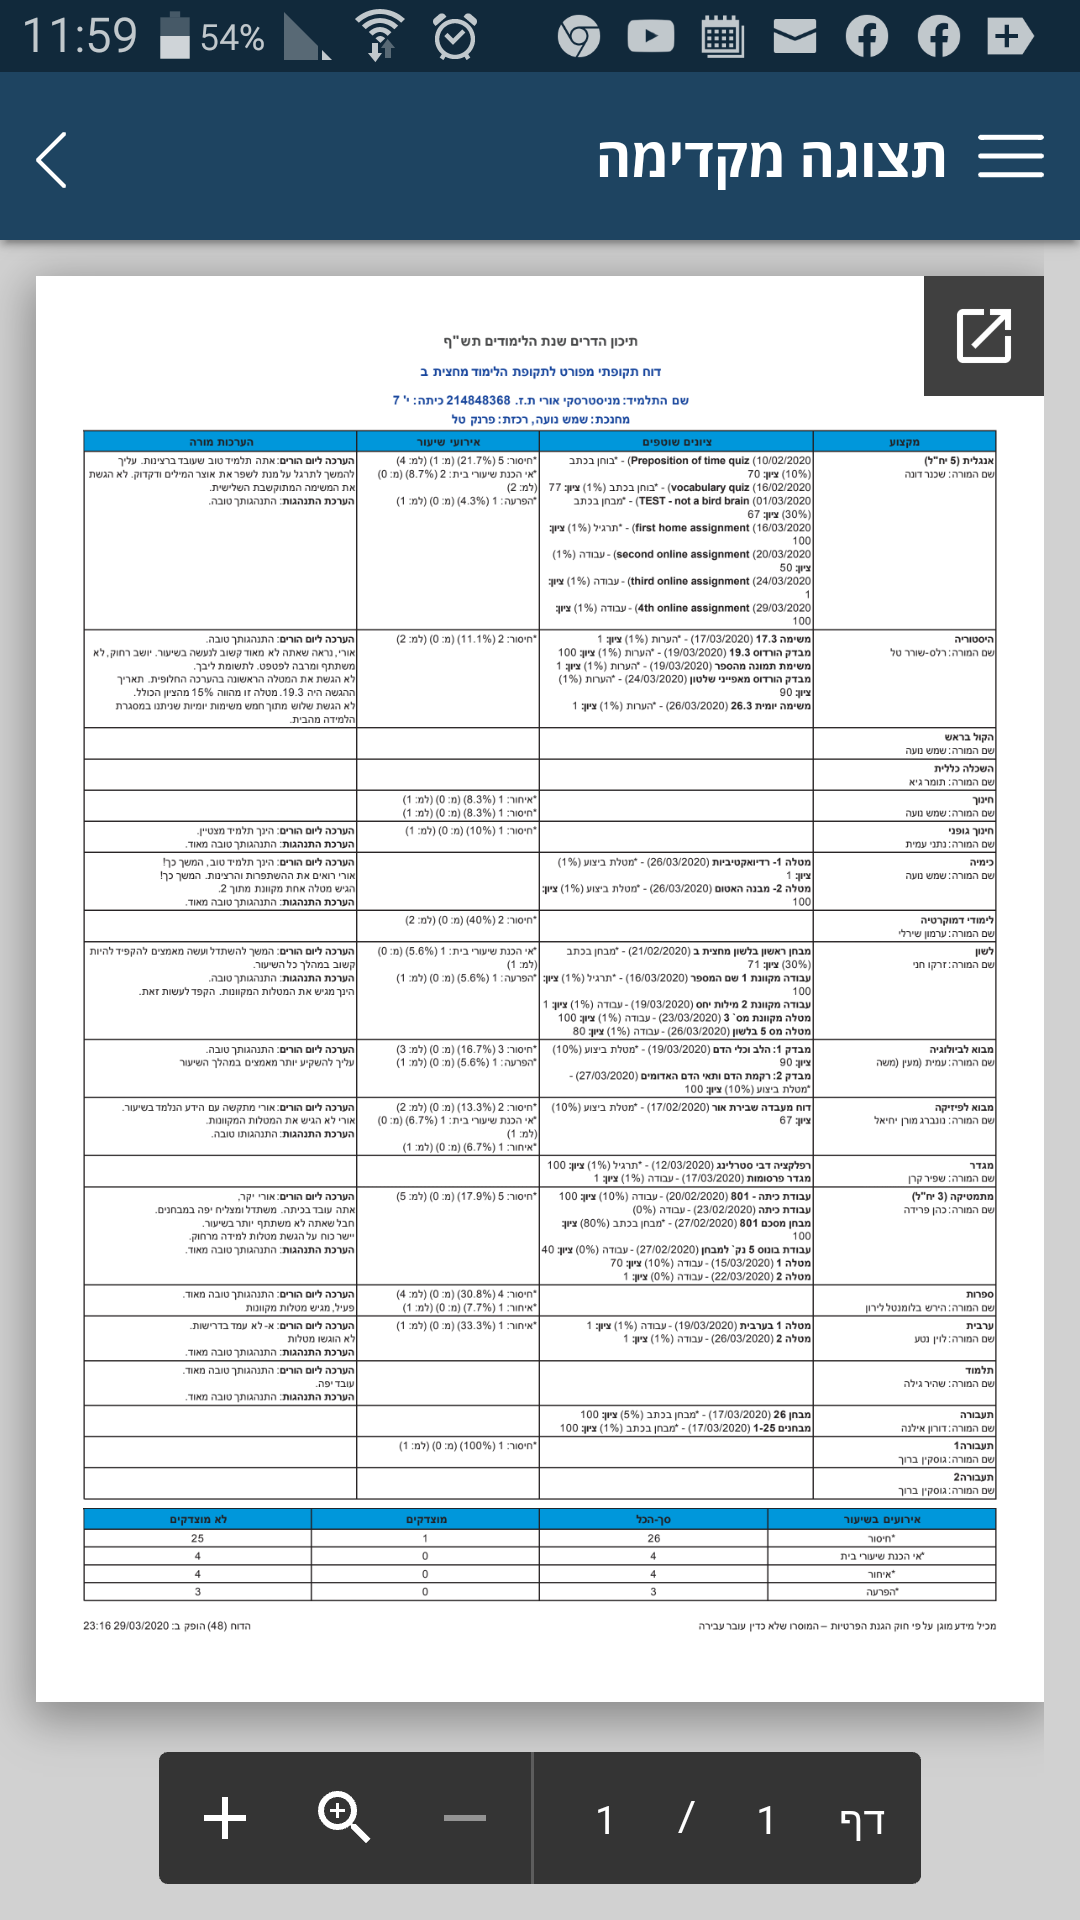 11:59 54%
תצוגה מקדימה
תיכון הדרים שנת הלימודים תש"ף
דוח תקופתי מפורט לתקופת הלימוד מחצית ב
שם התלמיד: מניסטרסקי אורי ת.ז. 214848368 כיתה: י' 7
מחנכת: שמש נועה, רכזת: פרנק טל
מקצוע ציונים שוטפים אירועי שיעור הערכות מורה
אנגלית (5 יח"ל)
שם המורה: שכנר דונה
Preposition of time quiz (10/02/2020) - *בוחן בכתב
(10%) ציון: 70
vocabulary quiz (16/02/2020) - *בוחן בכתב (1%) ציון: 77
TEST - not a bird brain (01/03/2020) - *מבחן בכתב
(30%) ציון: 67
first home assignment (16/03/2020) - *תרגיל (1%) ציון:
100
second online assignment (20/03/2020) - עבודה (1%)
ציון: 50
third online assignment (24/03/2020) - עבודה (1%) ציון:
1
4th online assignment (29/03/2020) - עבודה (1%) ציון:
100
*חיסור: 5 (21.7%) (מ: 1) (למ: 4)
*אי הכנת שיעורי בית: 2 (8.7%) (מ: 0)
(למ: 2)
*הפרעה: 1 (4.3%) (מ: 0) (למ: 1)
הערכה ליום הורים: אתה תלמיד טוב שעובד ברצינות. עליך
להמשיך לתרגל על מנת לשפר את אוצר המילים והדקדוק. לא הגשת
את המשימה המתוקשבת השלישית.
הערכת התנהגות: התנהגותך טובה.
היסטוריה
שם המורה: רלס-שורר טל
משימה 17.3 (17/03/2020) - *הערות (1%) ציון: 1
מבדק הורדוס 19.3 (19/03/2020) - *הערות (1%) ציון: 100
משימת תמונה מהספר (19/03/2020) - *הערות (1%) ציון: 1
מבדק הורדוס מאפייני שלטון (24/03/2020) - *הערות (1%)
ציון: 90
משימה יומית 26.3 (26/03/2020) - *הערות (1%) ציון: 1
*חיסור: 2 (11.1%) (מ: 0) (למ: 2)
הערכה ליום הורים: התנהגותך טובה.
אורי, נראה שאתה לא מאוד קשוב לנעשה בשיעור. יושב רחוק, לא
משתתף ומרבה לפטפט. לתשומת ליבך.
לא הגשת את המטלה הראשונה בהערכה החלופית. תאריך
ההגשה היה 19.3. מטלה זו מהווה 15% מהציון הכולל.
לא הגשת שלוש מתוך חמש משימות יומיות שניתנו במסגרת
הלמידה מהבית.
הקול בראש
שם המורה: שמש נועה
השכלה כללית
שם המורה: תומר גיא
חינוך
שם המורה: שמש נועה
*איחור: 1 (8.3%) (מ: 0) (למ: 1)
*חיסור: 1 (8.3%) (מ: 0) (למ: 1)
חינוך גופני
שם המורה: נתני עמית
*חיסור: 1 (10%) (מ: 0) (למ: 1)
הערכה ליום הורים: הינך תלמיד מצטיין.
הערכת התנהגות: התנהגותך טובה מאוד.
כימיה
שם המורה: שמש נועה
מטלה 1- רדיואקטיביות (26/03/2020) - *מטלת ביצוע (1%)
ציון: 1
מטלה 2- מבנה האטום (26/03/2020) - *מטלת ביצוע (1%) ציון:
100
הערכה ליום הורים: הינך תלמיד טוב, המשך כך!
אורי רואים את ההשתפרות והרצינות. המשך כך!
הגיש מטלה אחת מקוונת מתוך 2.
הערכת התנהגות: התנהגותך טובה מאוד.
לימודי דמוקרטיה
שם המורה: ערמון שירלי
*חיסור: 2 (40%) (מ: 0) (למ: 2)
לשון
שם המורה: זרקו חני
מבחן ראשון בלשון מחצית ב (21/02/2020) - *מבחן בכתב
(30%) ציון: 71
עבודה מקוונת 1 שם המספר (16/03/2020) - *תרגיל (1%) ציון:
100
עבודה מקוונת 2 מילות יחס (19/03/2020) - עבודה (1%) ציון: 1
מטלה מקוונת מס` 3 (23/03/2020) - עבודה (1%) ציון: 100
מטלה מס 5 בלשון (26/03/2020) - עבודה (1%) ציון: 80
*אי הכנת שיעורי בית: 1 (5.6%) (מ: 0)
(למ: 1)
*הפרעה: 1 (5.6%) (מ: 0) (למ: 1)
הערכה ליום הורים: המשך להשתדל ועשה מאמצים להקפיד להיות
קשוב במהלך כל השיעור.
הערכת התנהגות: התנהגותך טובה.
הינך מגיש את המטלות המקוונות. הקפד לעשות זאת.
מבוא לביולוגיה
שם המורה: עמית (מעין) משה
מבדק 1: הלב וכלי הדם (19/03/2020) - *מטלת ביצוע (10%)
ציון: 90
מבדק 2: רקמת הדם ותאי הדם האדומים (27/03/2020) -
*מטלת ביצוע (10%) ציון: 100
*חיסור: 3 (16.7%) (מ: 0) (למ: 3)
*הפרעה: 1 (5.6%) (מ: 0) (למ: 1)
הערכה ליום הורים: התנהגותך טובה.
עליך להשקיע יותר מאמצים במהלך השיעור
מבוא לפיזיקה
שם המורה: נונברג מורן יחיאל
דוח מעבדה שבירת אור (17/02/2020) - *מטלת ביצוע (10%)
ציון: 67
*חיסור: 2 (13.3%) (מ: 0) (למ: 2)
*אי הכנת שיעורי בית: 1 (6.7%) (מ: 0)
(למ: 1)
*איחור: 1 (6.7%) (מ: 0) (למ: 1)
הערכה ליום הורים: אורי מתקשה עם הידע הנלמד בשיעור.
אורי לא הגיש את המטלות המקוונות.
הערכת התנהגות: התנהגותו טובה.
מגדר
שם המורה: שפיר קרן
רפלקציה דבי סטרלינג (12/03/2020) - *תרגיל (1%) ציון: 100
מגדר פרסומות (17/03/2020) - עבודה (1%) ציון: 1
מתמטיקה (3 יח"ל)
שם המורה: כהן פרידה
עבודת כיתה - 801 (20/02/2020) - עבודה (10%) ציון: 100
עבודת כיתה (23/02/2020) - עבודה (0%)
מבחן מסכם 801 (27/02/2020) - *מבחן בכתב (80%) ציון:
100
עבודת בונוס 5 נק` למבחן (27/02/2020) - עבודה (0%) ציון: 40
מטלה 1 (15/03/2020) - עבודה (10%) ציון: 70
מטלה 2 (22/03/2020) - עבודה (0%) ציון: 1
*חיסור: 5 (17.9%) (מ: 0) (למ: 5)
הערכה ליום הורים: אורי יקר,
אתה עובד בכיתה. משתדל ומצליח יפה במבחנים.
חבל שאתה לא משתתף יותר בשיעור.
יישר כוח על הגשת מטלות למידה מרחוק.
הערכת התנהגות: התנהגותך טובה מאוד.
ספרות
שם המורה: הירש בלומנטל לירון
*חיסור: 4 (30.8%) (מ: 0) (למ: 4)
*איחור: 1 (7.7%) (מ: 0) (למ: 1)
הערכה ליום הורים: התנהגותך טובה מאוד.
פעיל, מגיש מטלות מקוונות
ערבית
שם המורה: לוין נטע
מטלה 1 בערבית (19/03/2020) - עבודה (1%) ציון: 1
מטלה 2 (26/03/2020) - עבודה (1%) ציון: 1
*איחור: 1 (33.3%) (מ: 0) (למ: 1)
הערכה ליום הורים: א- לא עמד בדרישות.
לא הוגשו מטלות
הערכת התנהגות: התנהגותך טובה מאוד.
תלמוד
שם המורה: שהיר גילה
הערכה ליום הורים: התנהגותך טובה מאוד.
עובד יפה.
הערכת התנהגות: התנהגותך טובה מאוד.
תעבורה
שם המורה: דורון אילנה
מבחן 26 (17/03/2020) - *מבחן בכתב (5%) ציון: 100
מבחנים 1-25 (17/03/2020) - *מבחן בכתב (1%) ציון: 100
תעבורה1
שם המורה: גוסקין ברוך
*חיסור: 1 (100%) (מ: 0) (למ: 1)
תעבורה2
שם המורה: גוסקין ברוך
אירועים בשיעור סך-הכל מוצדקים לא מוצדקים
*חיסור 26 1 25
*אי הכנת שיעורי בית 4 0 4
*איחור 4 0 4
*הפרעה 3 0 3
מכיל מידע מוגן על פי חוק הגנת הפרטיות – המוסרו שלא כדין עובר עבירה
הדוח (48) הופק ב: 29/03/2020 23:16
דף 1 / 1